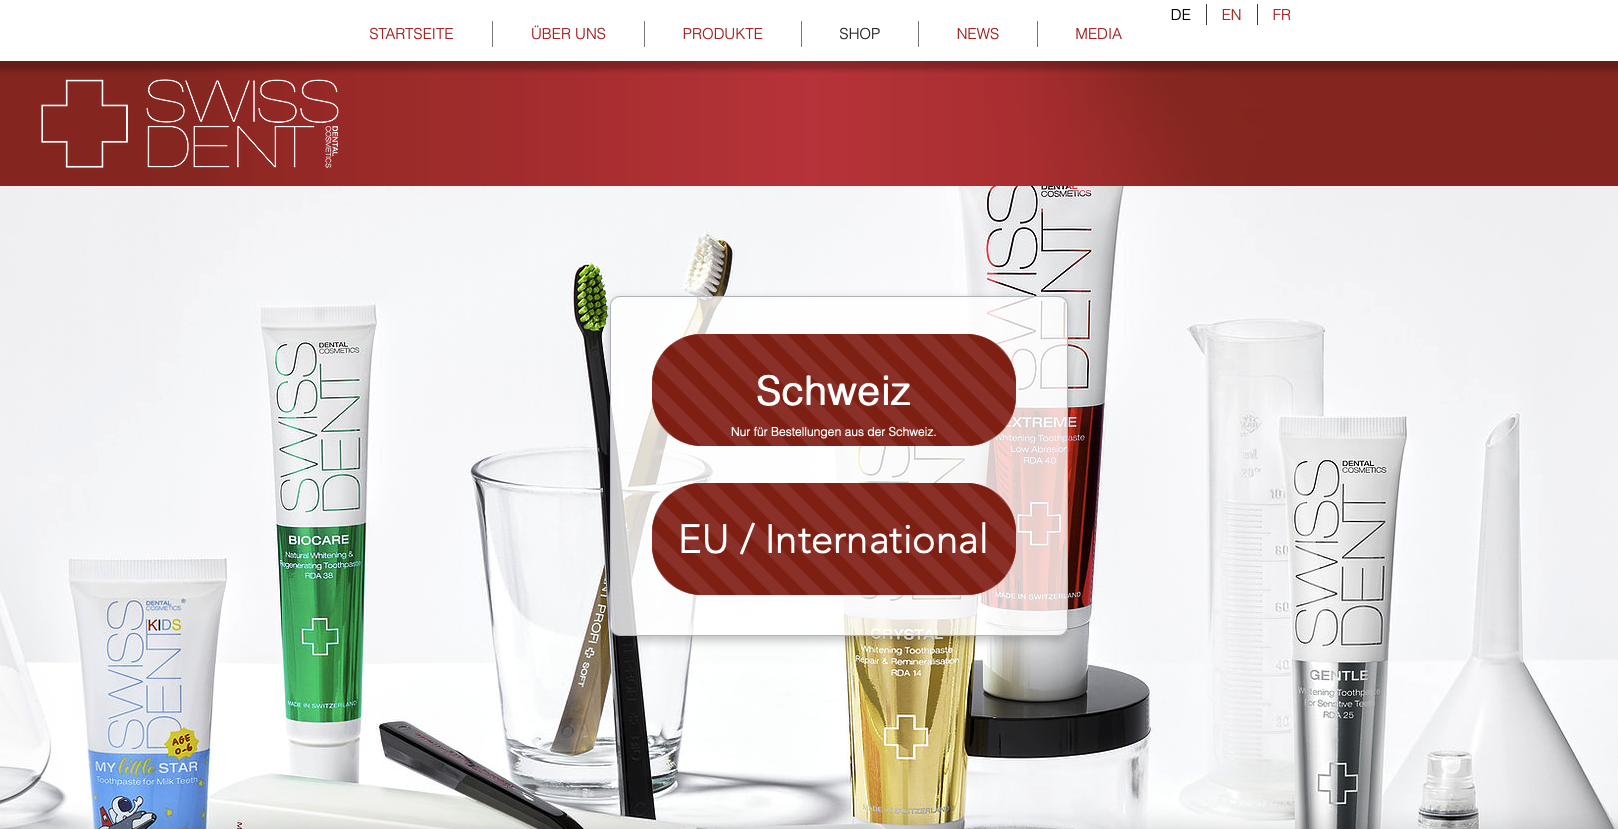 STARTSEITE
ÜBER UNS
PRODUKTE
SHOP
NEWS
MEDIA
DE
EN
FR
SWISS
DENT
DENTAL
COSMETICS
Schweiz
Nur für Bestellungen aus der Schweiz.
EU / International
SWISS
DENT
DENTAL
COSMETICS
BIOCARE
Natural Whitening &
Regenerating Toothpaste
RDA 38
MADE IN SWITZERLAND
SWISS
DENT
DENTAL
COSMETICS
®
KIDS
AGE
0-6
MY little STAR
Toothpaste for Milk Teeth
PROFI
SOFT
SWISS
DENT
DENTAL
COSMETICS
EXTREME
Whitening Toothpaste
Low Abrasion
RDA 40
MADE IN SWITZERLAND
CRYSTAL
Whitening Toothpaste
Repair & Remineralisation
RDA 14
MADE IN SWITZERLAND
SWISS
DENT
DENTAL
COSMETICS
GENTLE
Whitening Toothpaste
for Sensitive Teeth
RDA 25